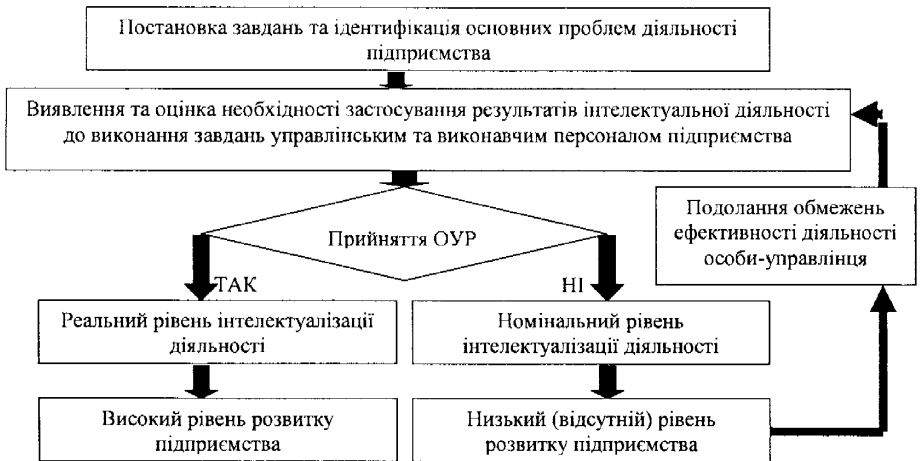 Постановка завдань та ідентифікація основних проблем діяльності
підприємства
Виявлення та оцінка необхідності застосування результатів інтелектуальної діяльності
до виконання завдань управлінським та виконавчим персоналом підприємства
Подолання обмежень
ефективності діяльності
особи-управлінця
Прийняття ОУР
ТАК
НІ
Реальний рівень інтелектуалізації
діяльності
Номінальний рівень
інтелектуалізації діяльності
Високий рівень розвитку
підприємства
Низький (відсутній) рівень
розвитку підприємства